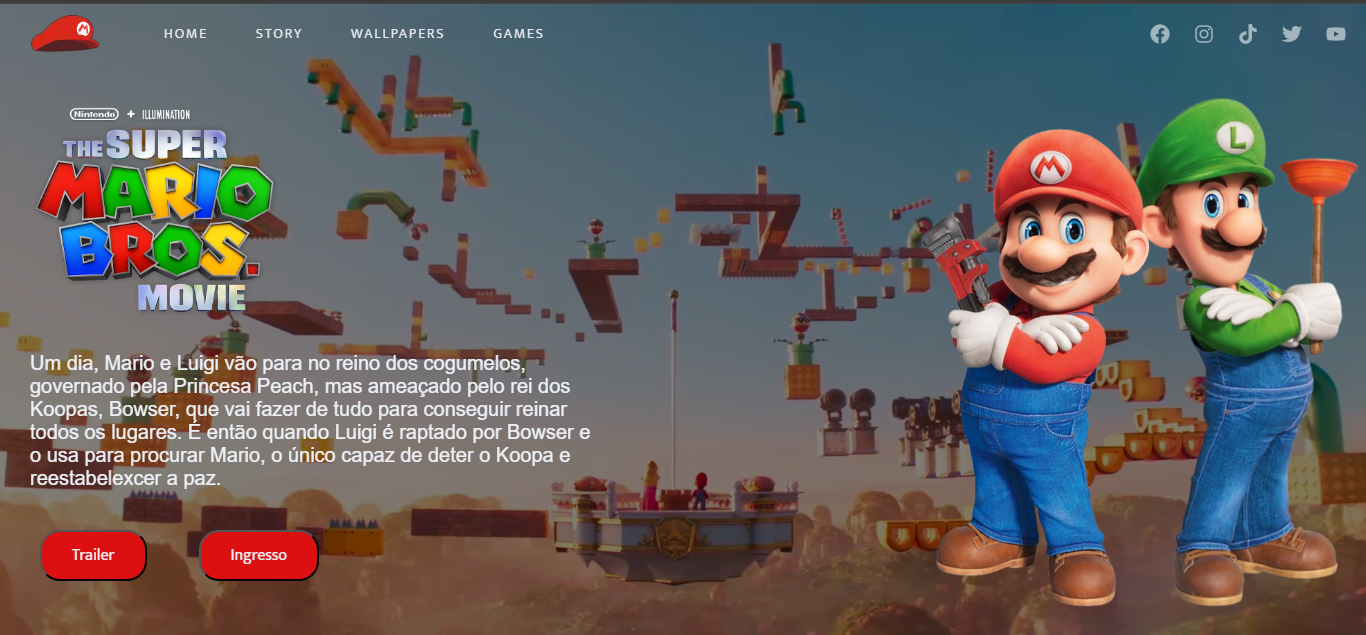 M
HOME
STORY
WALLPAPERS
GAMES
Nintendo + ILLUMINATION
THE SUPER
MARIO
BROS.
MOVIE
M
L
Um dia, Mario e Luigi vão para no reino dos cogumelos,
governado pela Princesa Peach, mas ameaçado pelo rei dos
Koopas, Bowser, que vai fazer de tudo para conseguir reinar
todos os lugares. É então quando Luigi é raptado por Bowser e
o usa para procurar Mario, o único capaz de deter o Koopa e
reestabelexcer a paz.
Trailer
Ingresso